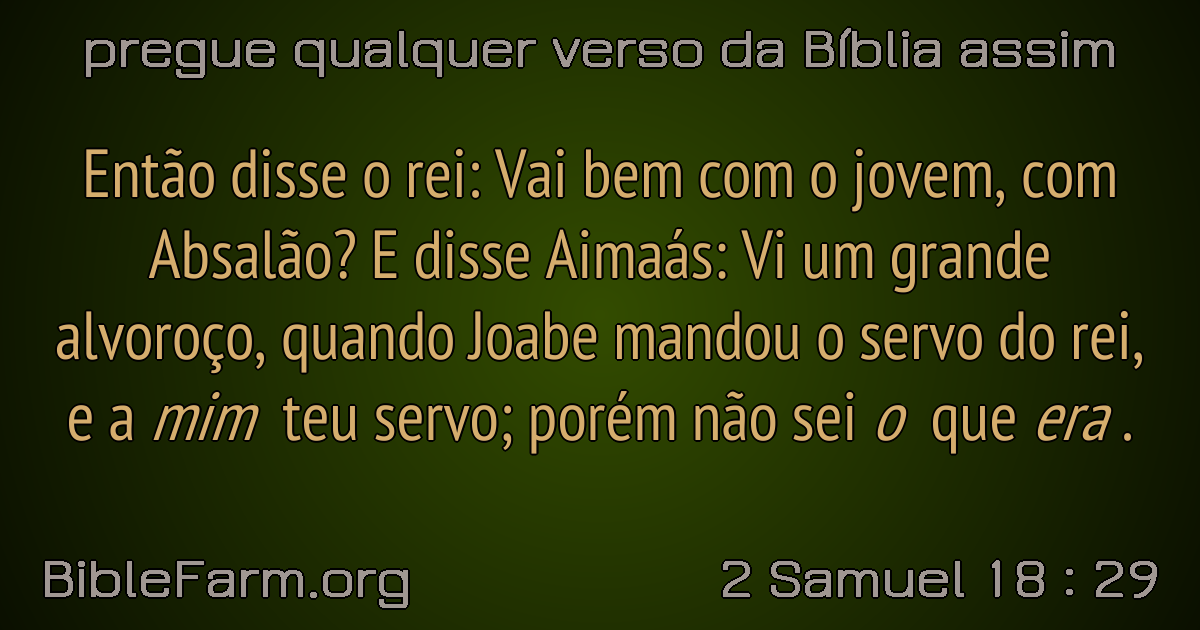 pregue qualquer verso da Bíblia assim
Então disse o rei: Vai bem com o jovem, com
Absalão? E disse Aimaás: Vi um grande
alvoroço, quando Joabe mandou o servo do rei,
e a mim teu servo; porém não sei o que era .
BibleFarm.org
2 Samuel 18 : 29